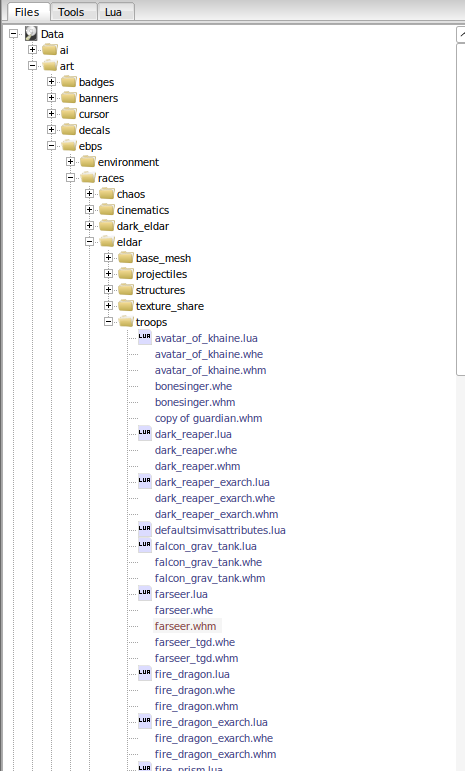 Files Tools Lua
Data
ai
art
badges
banners
cursor
decals
ebps
environment
races
chaos
cinematics
dark_eldar
eldar
base_mesh
projectiles
structures
texture_share
troops
LUA avatar_of_khaine.lua
avatar_of_khaine.whe
avatar_of_khaine.whm
bonesinger.whe
bonesinger.whm
copy of guardian.whm
LUA dark_reaper.lua
dark_reaper.whe
dark_reaper.whm
LUA dark_reaper_exarch.lua
dark_reaper_exarch.whe
dark_reaper_exarch.whm
LUA defaultsimvisattributes.lua
LUA falcon_grav_tank.lua
falcon_grav_tank.whe
falcon_grav_tank.whm
LUA farseer.lua
farseer.whe
farseer.whm
farseer_tgd.whe
farseer_tgd.whm
LUA fire_dragon.lua
fire_dragon.whe
fire_dragon.whm
LUA fire_dragon_exarch.lua
fire_dragon_exarch.whe
fire_dragon_exarch.whm
LUA fire_prism.lua